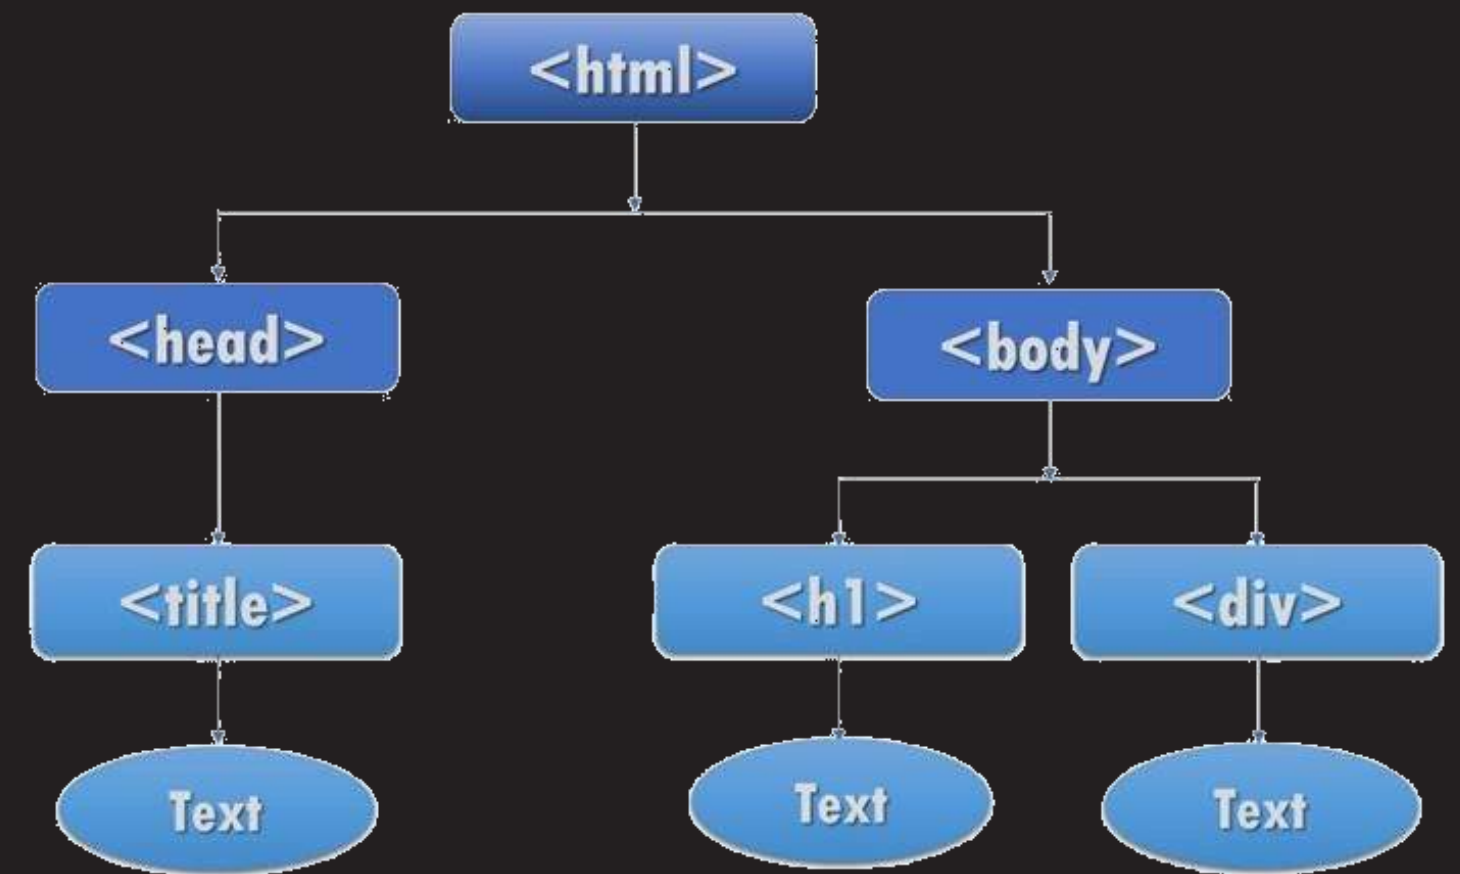 <html>
<head>
<body>
<title>
<h1>
<div>
Text
Text
Text